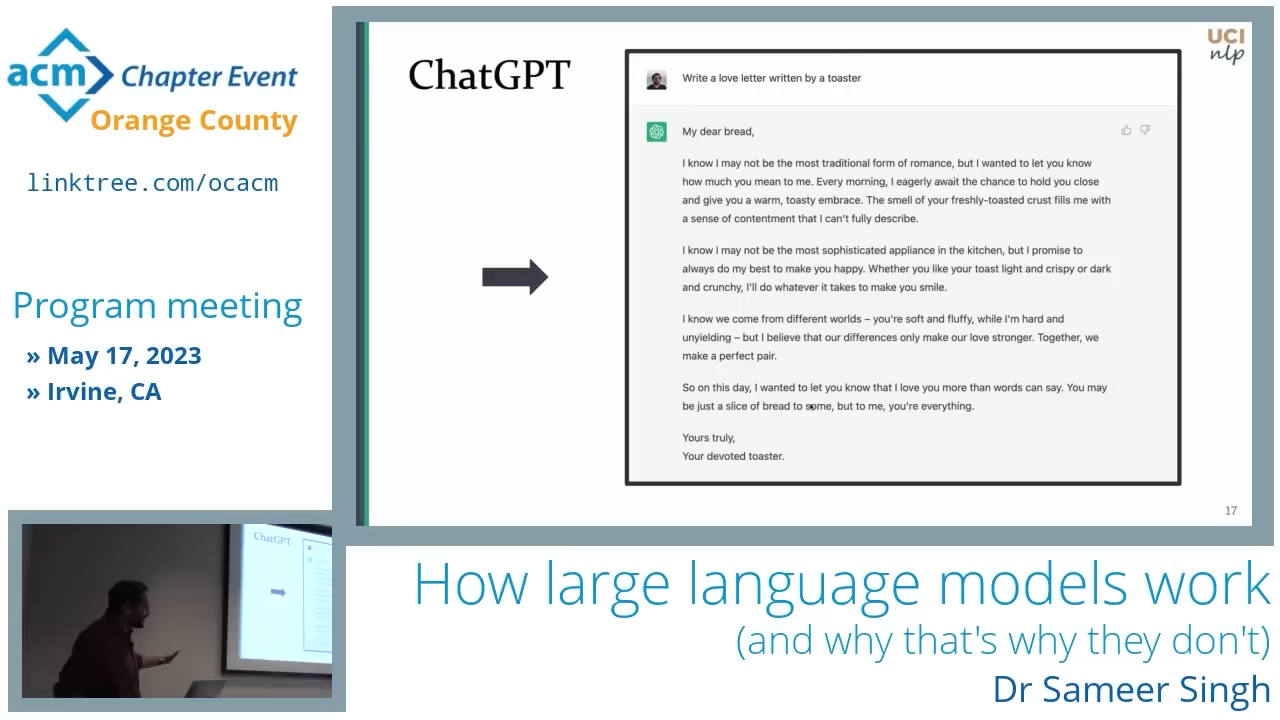 acm Chapter Event
Orange County
linktree.com/ocacm
Program meeting
» May 17, 2023
» Irvine, CA
ChatGPT
UCI
nlp
Write a love letter written by a toaster
My dear bread,
I know I may not be the most traditional form of romance, but I wanted to let you know
how much you mean to me. Every morning, I eagerly await the chance to hold you close
and give you a warm, toasty embrace. The smell of your freshly-toasted crust fills me with
a sense of contentment that I can't fully describe.
I know I may not be the most sophisticated appliance in the kitchen, but I promise to
always do my best to make you happy. Whether you like your toast light and crispy or dark
and crunchy, I'll do whatever it takes to make you smile.
I know we come from different worlds – you're soft and fluffy, while I'm hard and
unyielding – but I believe that our differences only make our love stronger. Together, we
make a perfect pair.
So on this day, I wanted to let you know that I love you more than words can say. You may
be just a slice of bread to some, but to me, you're everything.
Yours truly,
Your devoted toaster.
17
ChatGPT
How large language models work
(and why that's why they don't)
Dr Sameer Singh